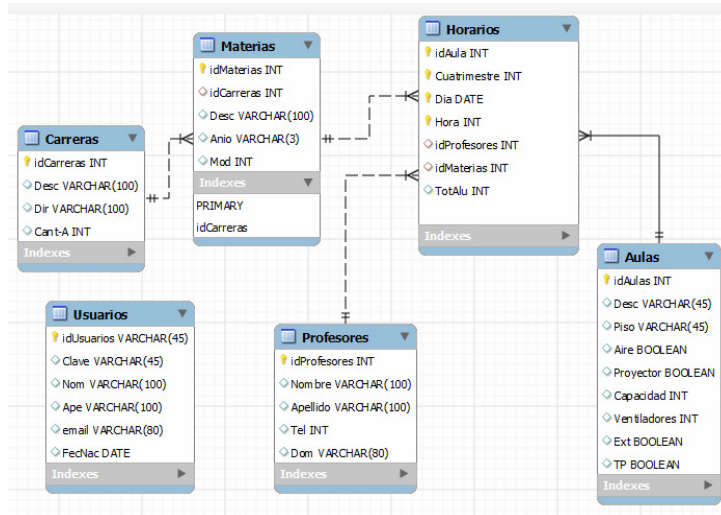 Carreras
idCarreras INT
Desc VARCHAR(100)
Dir VARCHAR(100)
Cant-A INT
Indexes
Materias
idMaterias INT
idCarreras INT
Desc VARCHAR(100)
Anio VARCHAR(3)
Mod INT
Indexes
PRIMARY
idCarreras
Horarios
idAula INT
Cuatrimestre INT
Dia DATE
Hora INT
idProfesores INT
idMaterias INT
TotAlu INT
Indexes
Usuarios
idUsuarios VARCHAR(45)
Clave VARCHAR(45)
Nom VARCHAR(100)
Ape VARCHAR(100)
email VARCHAR(80)
FecNac DATE
Indexes
Profesores
idProfesores INT
Nombre VARCHAR(100)
Apellido VARCHAR(100)
Tel INT
Dom VARCHAR(80)
Indexes
Aulas
idAulas INT
Desc VARCHAR(45)
Piso VARCHAR(45)
Aire BOOLEAN
Proyector BOOLEAN
Capacidad INT
Ventiladores INT
Ext BOOLEAN
TP BOOLEAN
Indexes